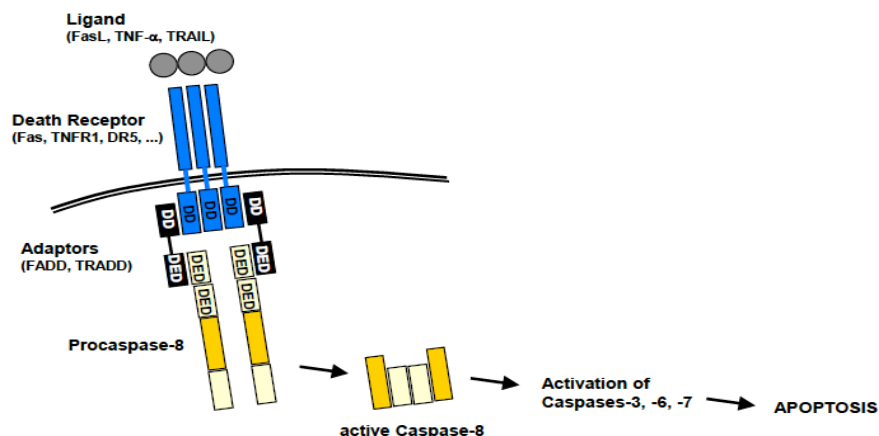 Ligand
(FasL, TNF-α, TRAIL)
Death Receptor
(Fas, TNFR1, DR5, ...)
DD
DD
DD
DD
DD
Adaptors
(FADD, TRADD)
DED
DED
DED
DED
DED
DED
Procaspase-8
active Caspase-8
Activation of
Caspases-3, -6, -7
APOPTOSIS